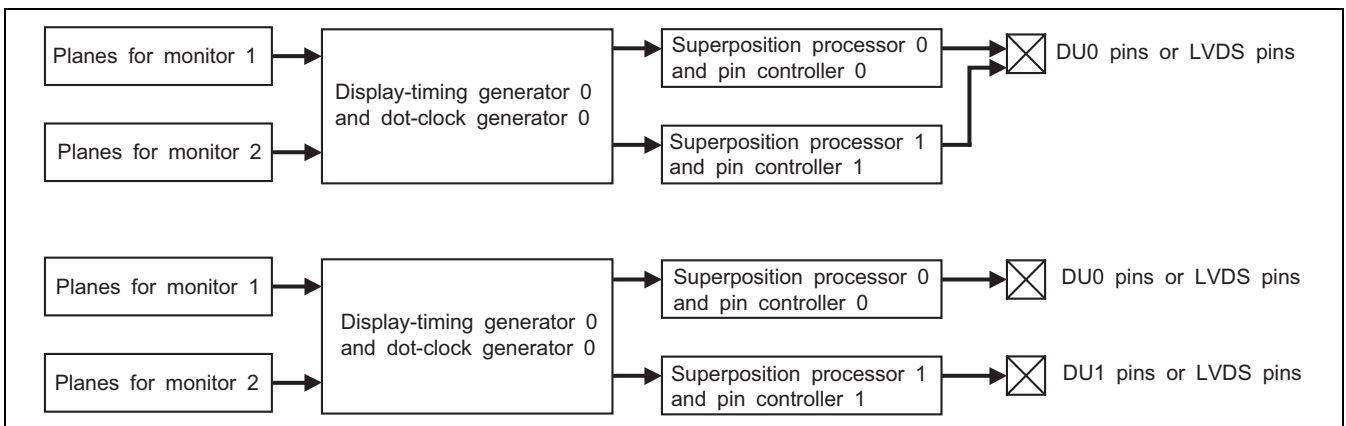 Planes for monitor 1
Planes for monitor 2
Display-timing generator 0
and dot-clock generator 0
Superposition processor 0
and pin controller 0
Superposition processor 1
and pin controller 1
DU0 pins or LVDS pins
Planes for monitor 1
Planes for monitor 2
Display-timing generator 0
and dot-clock generator 0
Superposition processor 0
and pin controller 0
Superposition processor 1
and pin controller 1
DU0 pins or LVDS pins
DU1 pins or LVDS pins